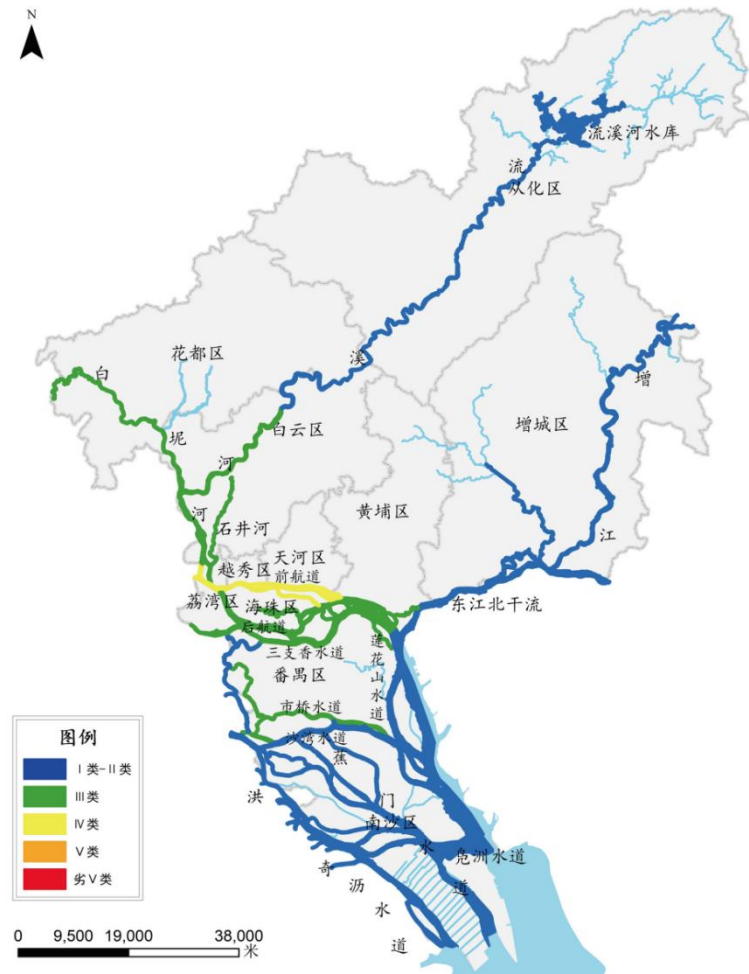 N
流溪河水库
流
从化区
溪
花都区
白
增
增城区
坭
白云区
河
黄埔区
河
石井河
江
天河区
越秀区
前航道
荔湾区
海珠区
东江北干流
后航道
三支香水道
莲花山水道
番禺区
市桥水道
沙湾水道
蕉
洪
门
南沙区
水
凫洲水道
奇
道
沥
水
道
图例
Ⅰ类-Ⅱ类
Ⅲ类
Ⅳ类
Ⅴ类
劣Ⅴ类
0 9,500 19,000 38,000
米